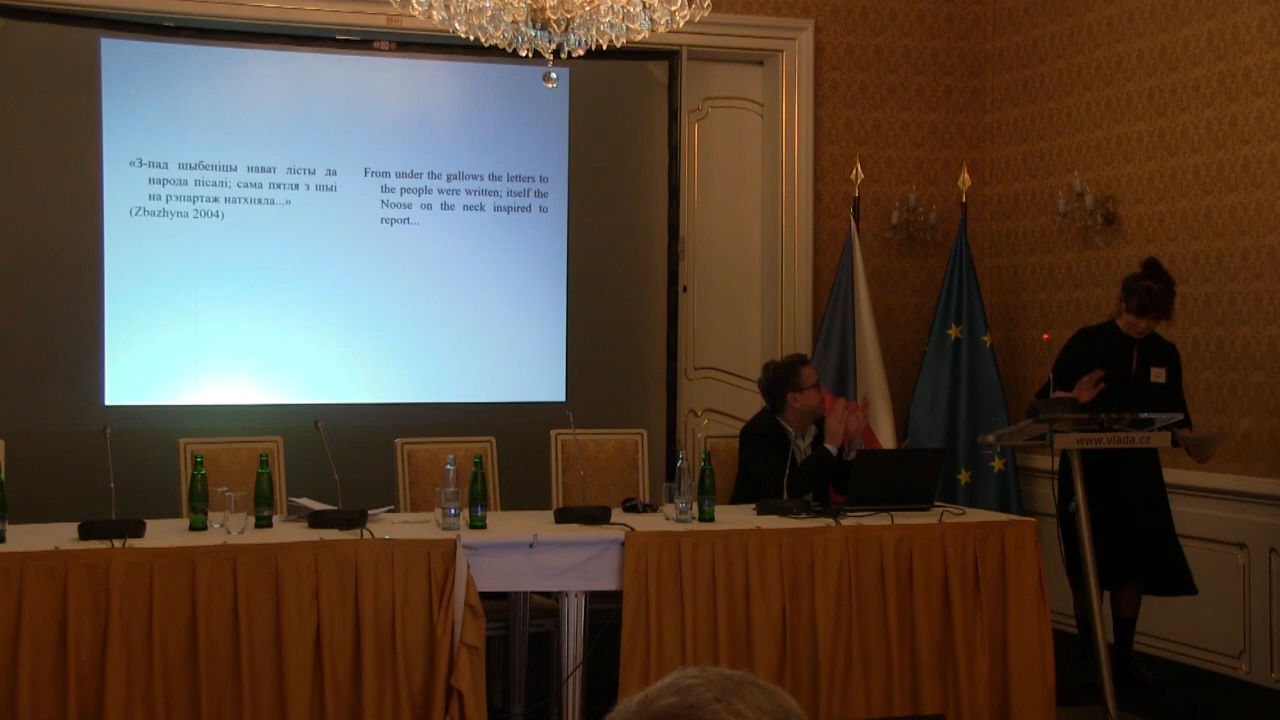 «З-пад шыбеніцы нават лісты да
народа пісалі; сама пятля з шыі
на рэпартаж натхняла...»
(Zbazhyna 2004)
From under the gallows the letters to
the people were written; itself the
Noose on the neck inspired to
report...
www.vlada.cz